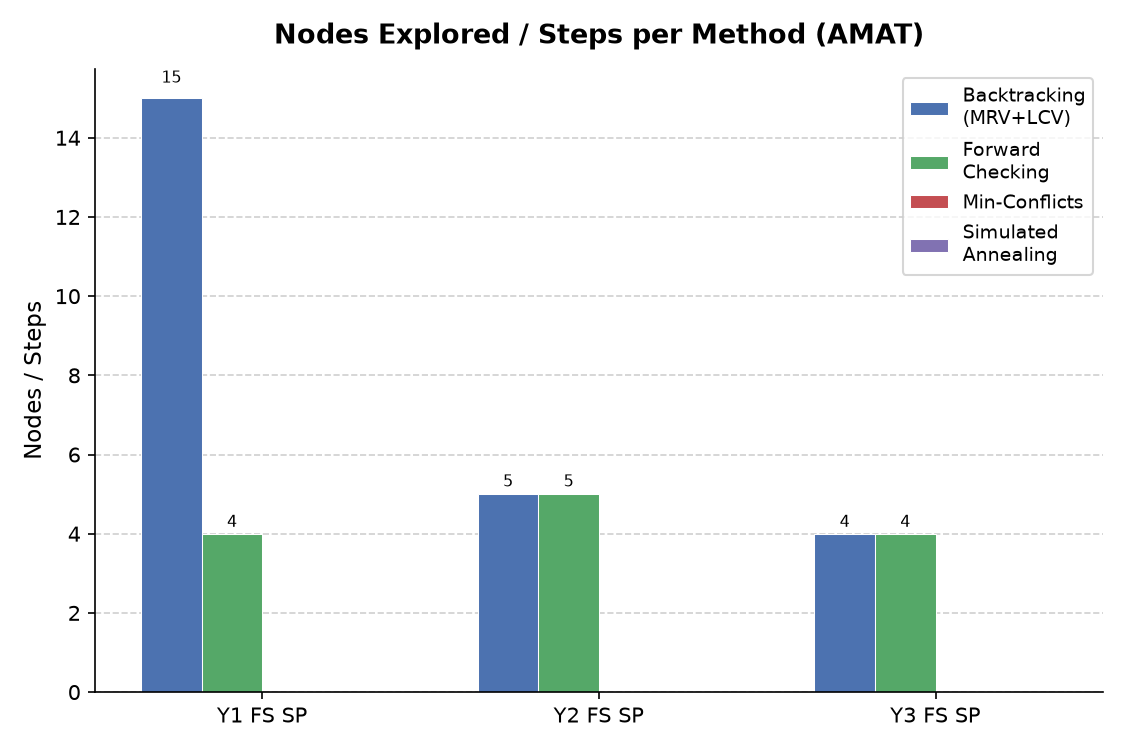 Nodes Explored / Steps per Method (AMAT)
Nodes / Steps
14
12
10
8
6
4
2
0
15
4
5
5
4
4
Y1 FS SP
Y2 FS SP
Y3 FS SP
Backtracking
(MRV+LCV)
Forward
Checking
Min-Conflicts
Simulated
Annealing